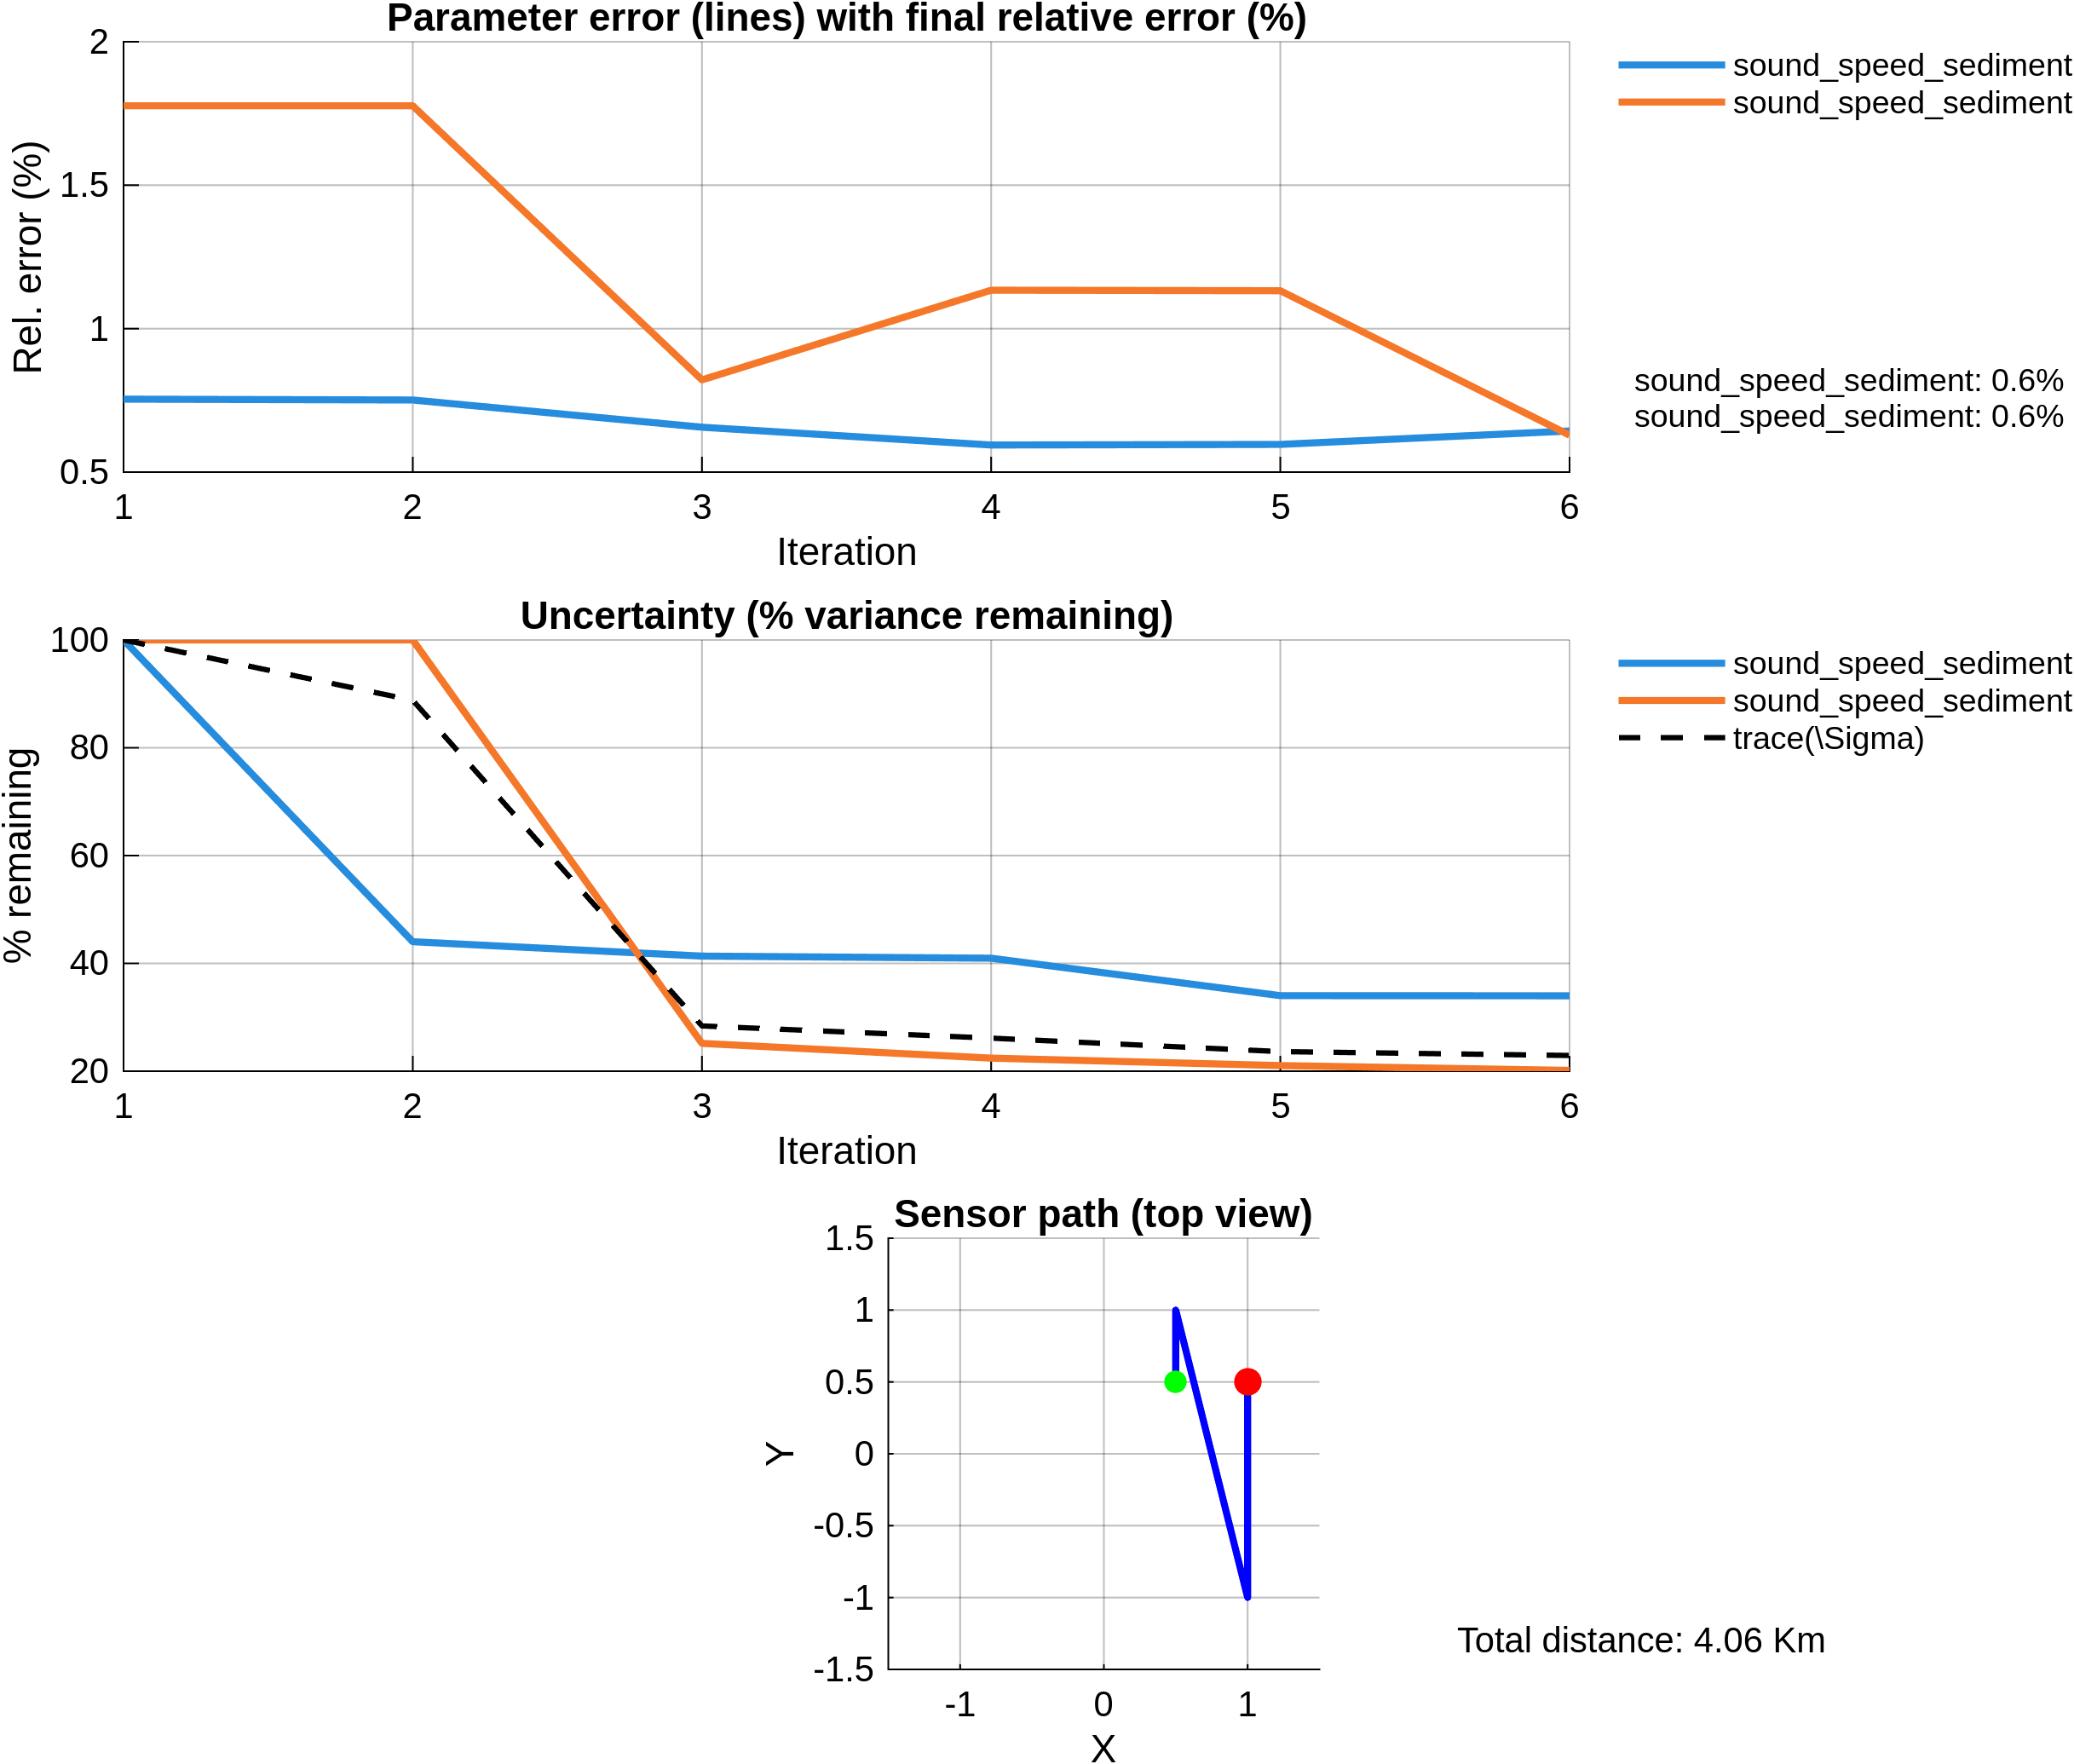 Parameter error (lines) with final relative error (%)
2
1.5
1
0.5
Rel. error (%)
1 2 3 4 5 6
Iteration
sound_speed_sediment
sound_speed_sediment
sound_speed_sediment: 0.6%
sound_speed_sediment: 0.6%
Uncertainty (% variance remaining)
100
80
60
40
20
% remaining
1 2 3 4 5 6
Iteration
sound_speed_sediment
sound_speed_sediment
trace(\Sigma)
Sensor path (top view)
1.5
1
0.5
0
-0.5
-1
-1.5
Y
-1 0 1
X
Total distance: 4.06 Km